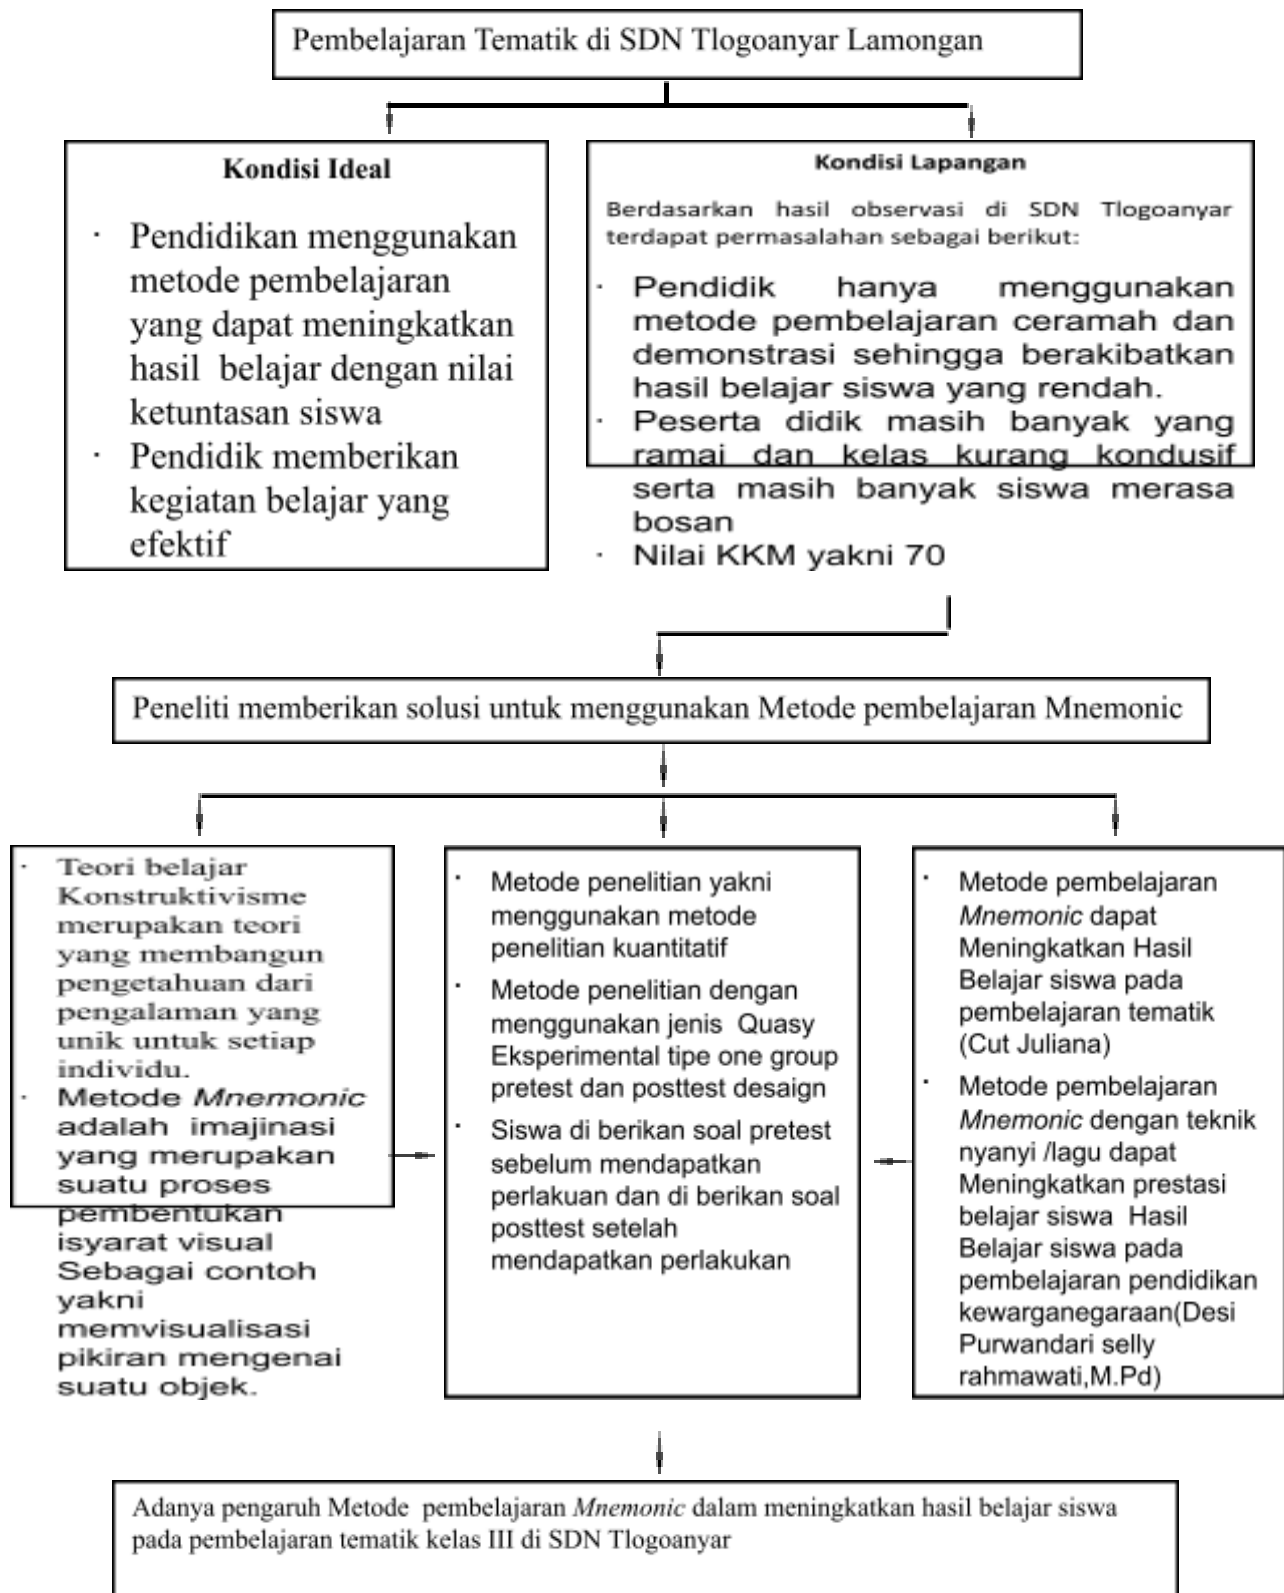 Pembelajaran Tematik di SDN Tlogoanyar Lamongan
Kondisi Ideal
· Pendidikan menggunakan
metode pembelajaran
yang dapat meningkatkan
hasil belajar dengan nilai
ketuntasan siswa
· Pendidik memberikan
kegiatan belajar yang
efektif
Kondisi Lapangan
Berdasarkan hasil observasi di SDN Tlogoanyar
terdapat permasalahan sebagai berikut:
· Pendidik hanya menggunakan
metode pembelajaran ceramah dan
demonstrasi sehingga berakibatkan
hasil belajar siswa yang rendah.
· Peserta didik masih banyak yang
ramai dan kelas kurang kondusif
serta masih banyak siswa merasa
bosan
· Nilai KKM yakni 70
Peneliti memberikan solusi untuk menggunakan Metode pembelajaran Mnemonic
· Teori belajar
Konstruktivisme
merupakan teori
yang membangun
pengetahuan dari
pengalaman yang
unik untuk setiap
individu.
· Metode Mnemonic
adalah imajinasi
yang merupakan
suatu proses
pembentukan
isyarat visual
Sebagai contoh
yakni
memvisualisasi
pikiran mengenai
suatu objek.
· Metode penelitian yakni
menggunakan metode
penelitian kuantitatif
· Metode penelitian dengan
menggunakan jenis Quasy
Eksperimental tipe one group
pretest dan posttest desaign
· Siswa di berikan soal pretest
sebelum mendapatkan
perlakuan dan di berikan soal
posttest setelah
mendapatkan perlakukan
· Metode pembelajaran
Mnemonic dapat
Meningkatkan Hasil
Belajar siswa pada
pembelajaran tematik
(Cut Juliana)
· Metode pembelajaran
Mnemonic dengan teknik
nyanyi /lagu dapat
Meningkatkan prestasi
belajar siswa Hasil
Belajar siswa pada
pembelajaran pendidikan
kewarganegaraan(Desi
Purwandari selly
rahmawati,M.Pd)
Adanya pengaruh Metode pembelajaran Mnemonic dalam meningkatkan hasil belajar siswa
pada pembelajaran tematik kelas III di SDN Tlogoanyar